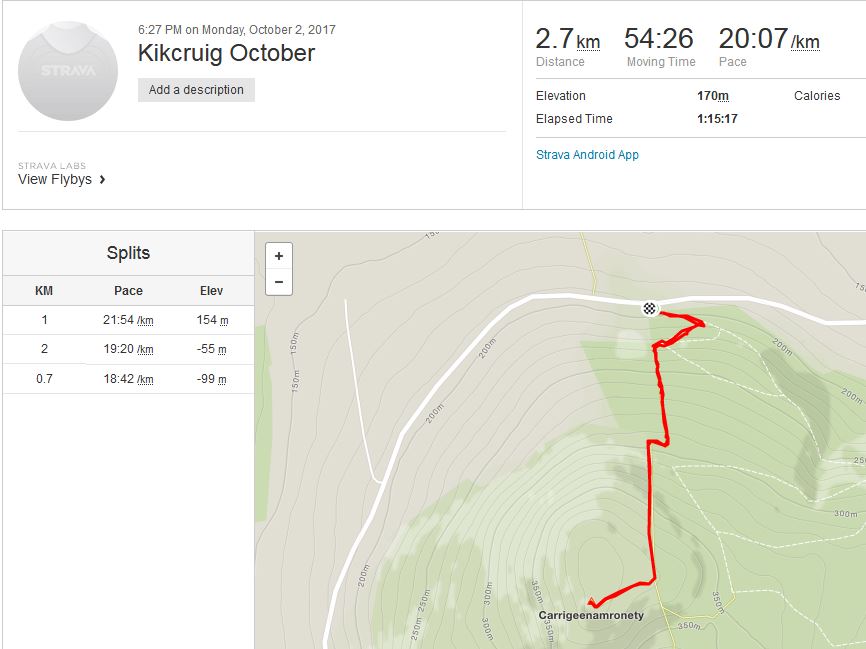 6:27 PM on Monday, October 2, 2017
Kikcruig October
STRAVA
Add a description
STRAVA LABS
View Flybys ›
2.7km 54:26 20:07/km
Distance Moving Time Pace
Elevation 170m Calories
Elapsed Time 1:15:17
Strava Android App
Splits
KM Pace Elev
1 21:54 /km 154 m
2 19:20 /km -55 m
0.7 18:42 /km -99 m
+
−
150m
150m
150m
200m
200m
200m
200m
250m
300m
200m
250m
250m
300m
300m
350m
350m
350m
350m
Carrigeenamronety